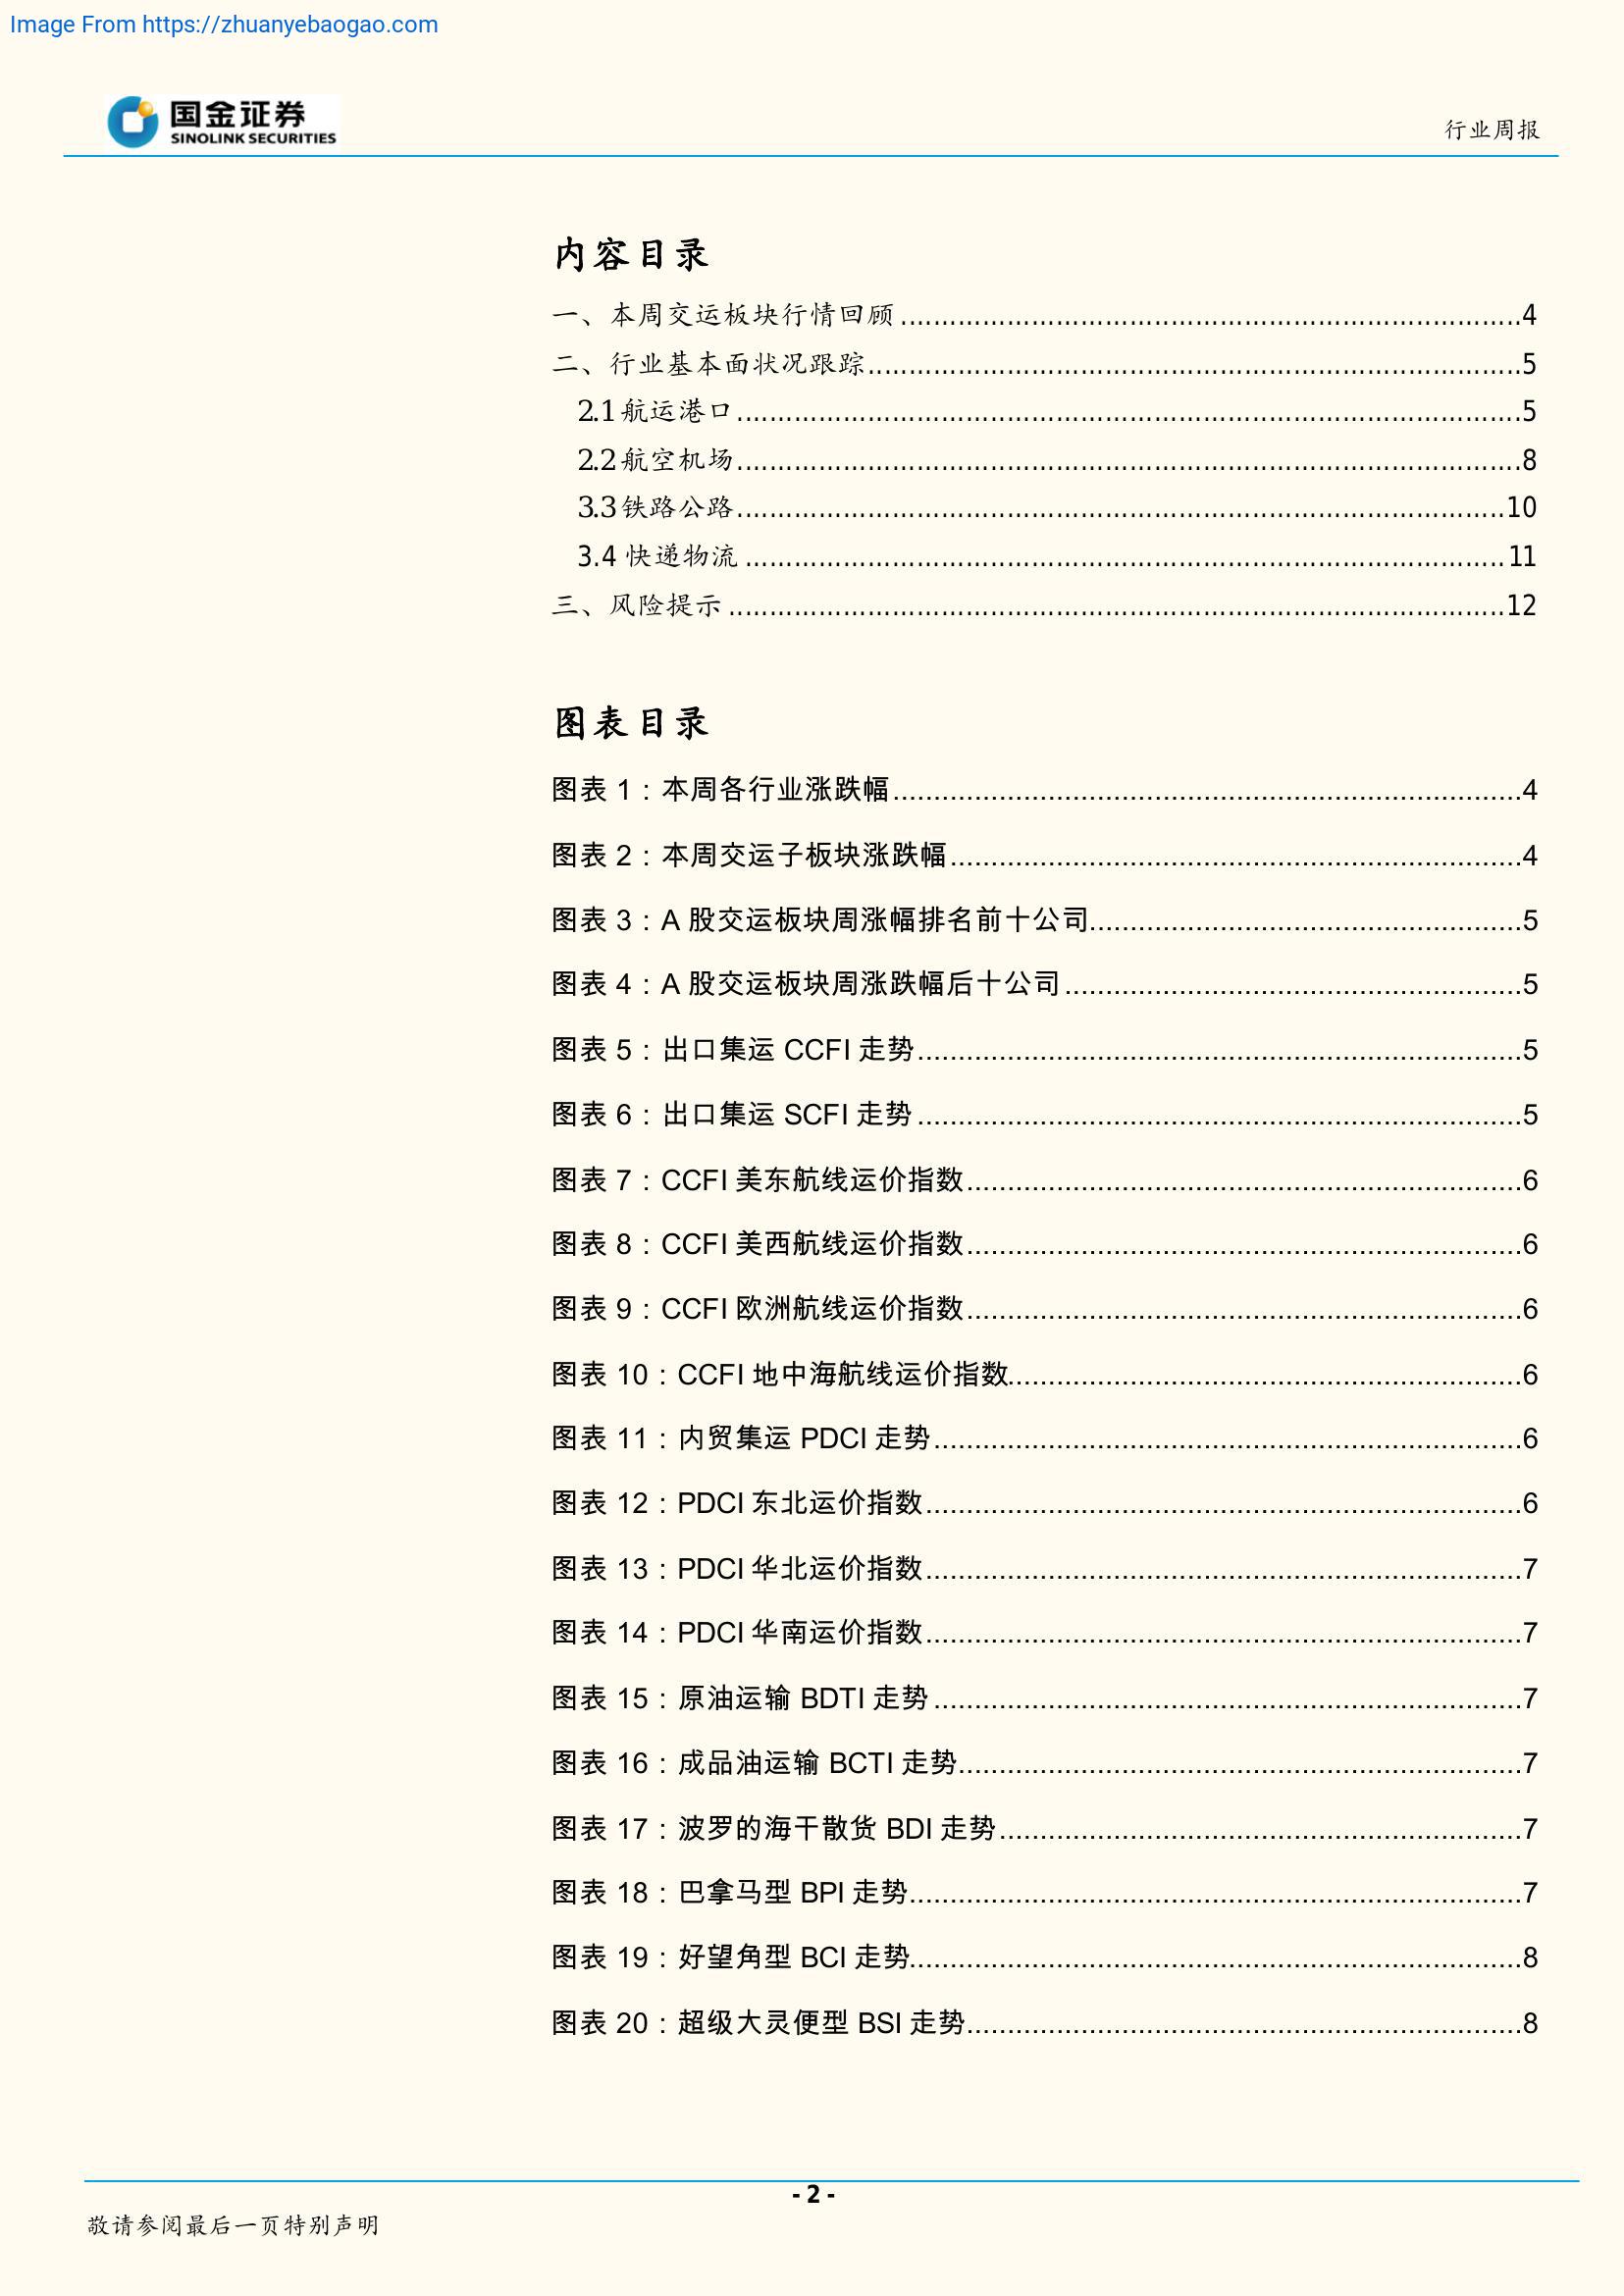 Image From https://zhuanyebaogao.com
国金证券
SINOLINK SECURITIES
行业周报
内容目录
一、本周交运板块行情回顾....................4
二、行业基本面状况跟踪....................5
2.1航运港口....................5
2.2航空机场....................8
3.3铁路公路....................10
3.4 快递物流....................11
三、风险提示....................12
图表目录
图表 1：本周各行业涨跌幅....................4
图表 2：本周交运子板块涨跌幅....................4
图表 3：A 股交运板块周涨幅排名前十公司....................5
图表 4：A 股交运板块周涨跌幅后十公司....................5
图表 5：出口集运 CCFI 走势....................5
图表 6：出口集运 SCFI 走势....................5
图表 7：CCFI 美东航线运价指数....................6
图表 8：CCFI 美西航线运价指数....................6
图表 9：CCFI 欧洲航线运价指数....................6
图表 10：CCFI 地中海航线运价指数....................6
图表 11：内贸集运 PDCI 走势....................6
图表 12：PDCI 东北运价指数....................6
图表 13：PDCI 华北运价指数....................7
图表 14：PDCI 华南运价指数....................7
图表 15：原油运输 BDTI 走势....................7
图表 16：成品油运输 BCTI 走势....................7
图表 17：波罗的海干散货 BDI 走势....................7
图表 18：巴拿马型 BPI 走势....................7
图表 19：好望角型 BCI 走势....................8
图表 20：超级大灵便型 BSI 走势....................8
- 2 -
敬请参阅最后一页特别声明